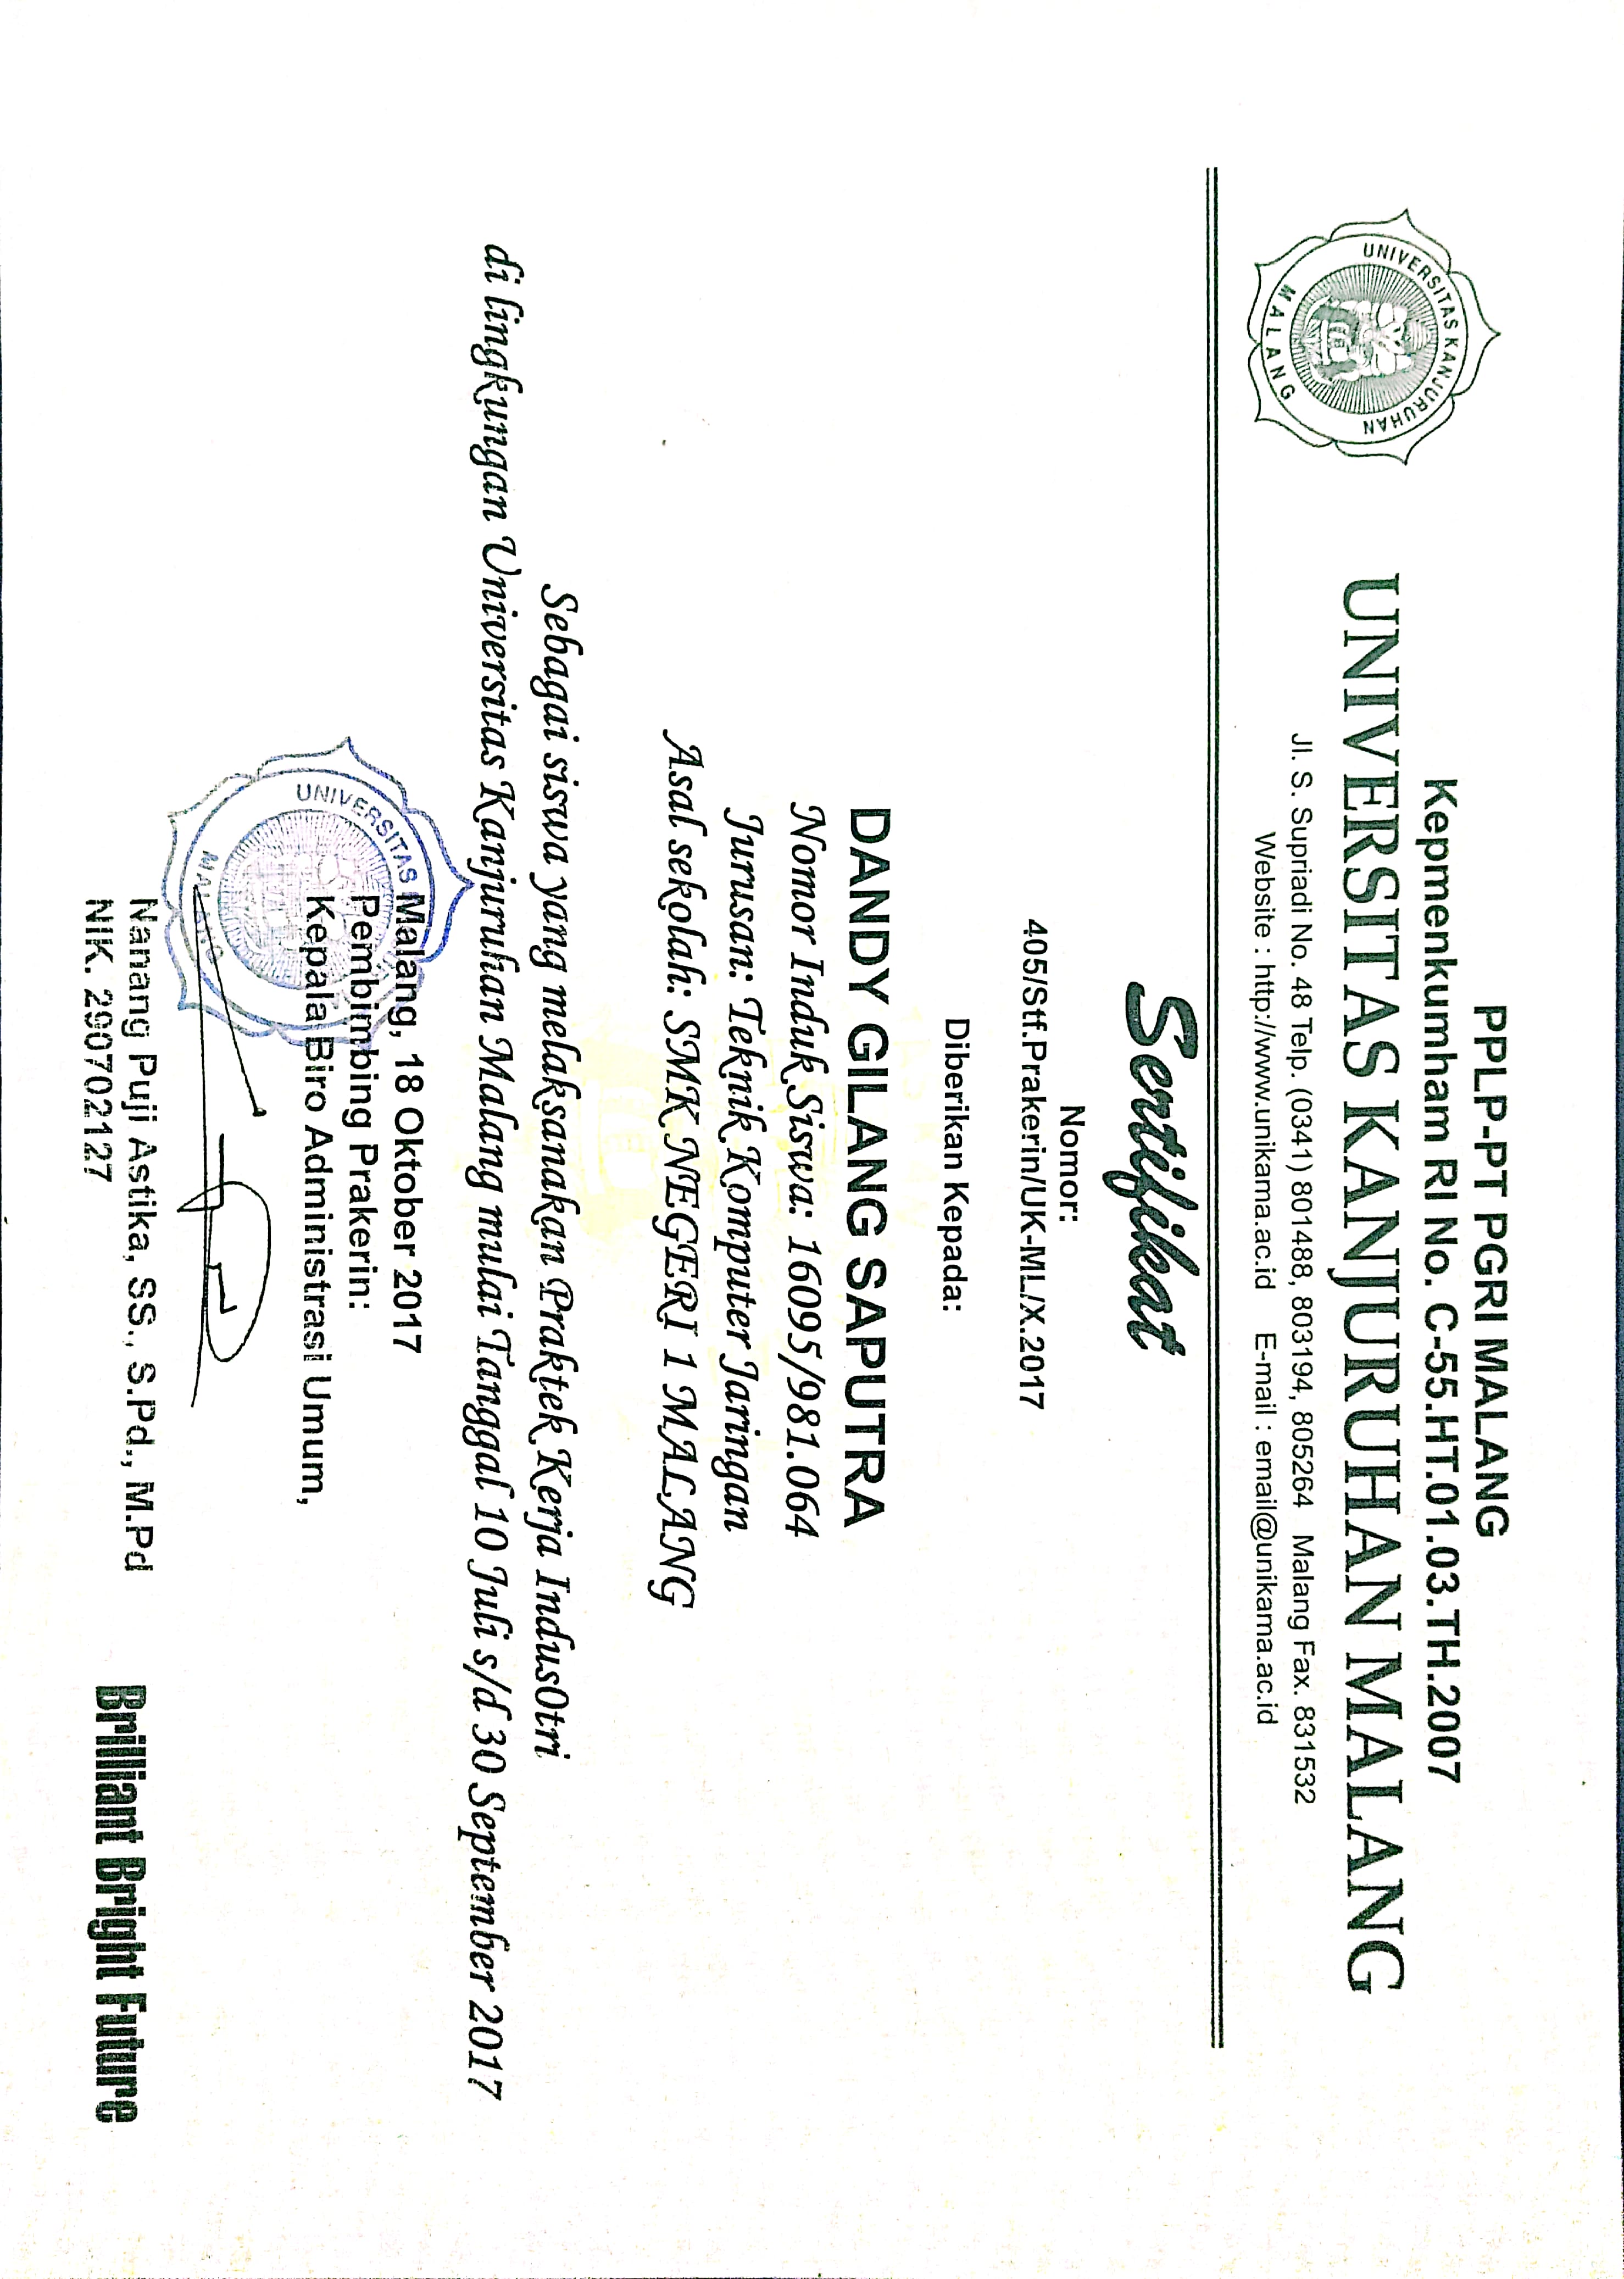 PPLP-PT PGRI MALANG
Kepmenkumham RI No. C-55.HT.01.03.TH.2007
UNIVERSITAS KANJURUHAN MALANG
Jl. S. Supriadi No. 48 Telp. (0341) 801488, 803194, 805264 Malang Fax. 831532
Website : http://www.unikama.ac.id E-mail : email@unikama.ac.id
UNIVERSITAS KANJURUHAN
MALANG
Sertifikat
Nomor:
405/Stf.Prakerin/UK-ML/X.2017
Diberikan Kepada:
DANDY GILANG SAPUTRA
Nomor Induk Siswa: 16095/981.064
Jurusan: Teknik Komputer Jaringan
Asal sekolah: SMK NEGERI 1 MALANG
Sebagai siswa yang melaksanakan Praktek Kerja Indus0tri
di lingkungan Universitas Kanjuruhan Malang mulai Tanggal 10 Juli s/d 30 September 2017
Malang, 18 Oktober 2017
Pembimbing Prakerin:
Kepala Biro Administrasi Umum,
UNIVERSITAS
MALANG
Nanang Puji Astika, SS., S.Pd., M.Pd
NIK. 290702127
Brilliant Bright Future